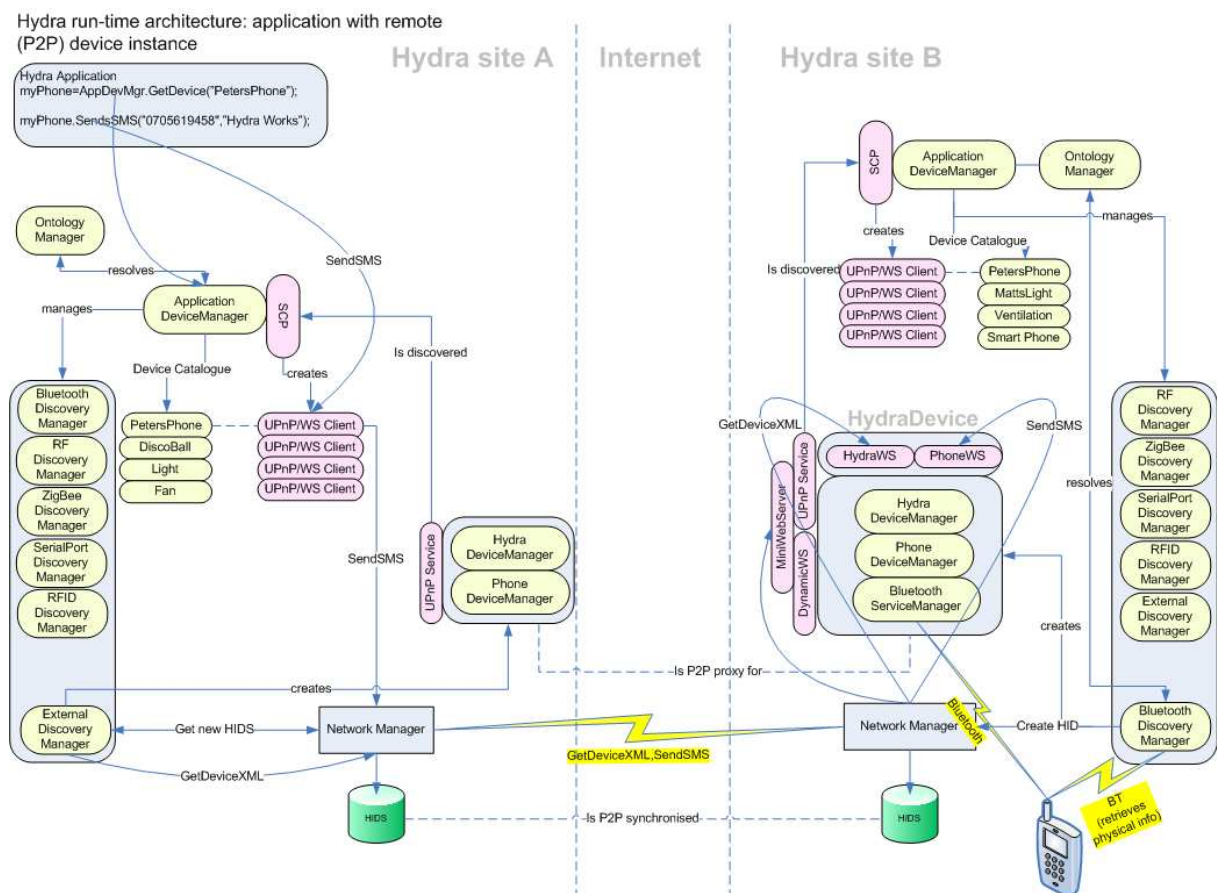 Hydra run-time architecture: application with remote
(P2P) device instance
Hydra site A
Internet
Hydra site B
Hydra Application
myPhone=AppDevMgr.GetDevice("PetersPhone");
myPhone.SendsSMS("0705619458","Hydra Works");
Ontology
Manager
resolves
SendSMS
manages
Application
DeviceManager
SCP
Is discovered
Device Catalogue
creates
Bluetooth
Discovery
Manager
RF
Discovery
Manager
ZigBee
Discovery
Manager
SerialPort
Discovery
Manager
RFID
Discovery
Manager
External
Discovery
Manager
PetersPhone
DiscoBall
Light
Fan
UPnP/WS Client
UPnP/WS Client
UPnP/WS Client
UPnP/WS Client
SendSMS
UPnP Service
Hydra
DeviceManager
Phone
DeviceManager
creates
Get new HIDS
GetDeviceXML
Network Manager
HIDS
Is P2P proxy for
GetDeviceXML,SendSMS
Is P2P synchronised
SCP
Application
DeviceManager
Ontology
Manager
manages
creates
Device Catalogue
Is discovered
UPnP/WS Client
UPnP/WS Client
UPnP/WS Client
UPnP/WS Client
PetersPhone
MattsLight
Ventilation
Smart Phone
GetDeviceXML
HydraDevice
SendSMS
HydraWS
PhoneWS
MiniWebServer
UPnP Service
DynamicWS
Hydra
DeviceManager
Phone
DeviceManager
Bluetooth
ServiceManager
resolves
creates
RF
Discovery
Manager
ZigBee
Discovery
Manager
SerialPort
Discovery
Manager
RFID
Discovery
Manager
External
Discovery
Manager
Bluetooth
Discovery
Manager
Network Manager
Bluetooth
Create HID
HIDS
BT
(retrieves
physical info)